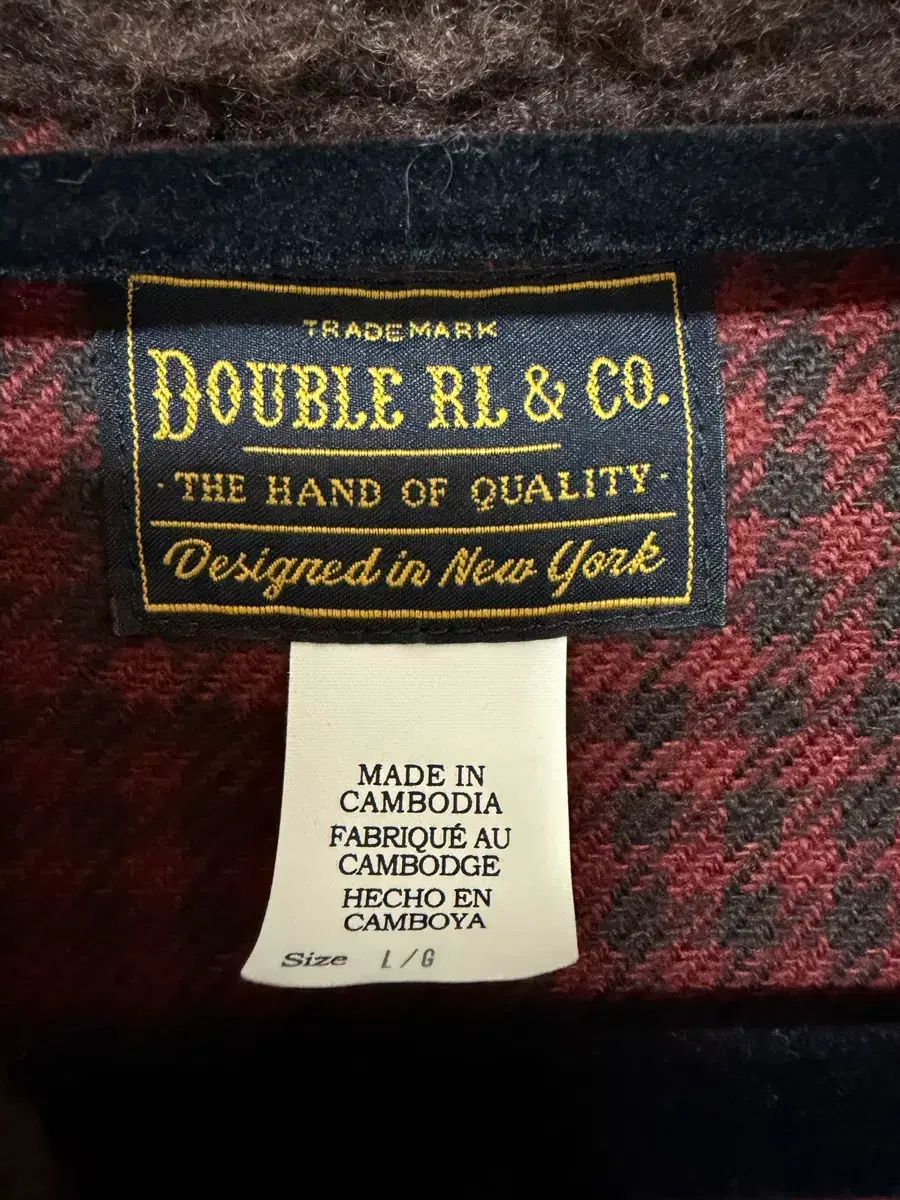 TRADEMARK
DOUBLE RL & CO.
· THE HAND OF QUALITY ·
Designed in New York
MADE IN
CAMBODIA
FABRIQUÉ AU
CAMBODGE
HECHO EN
CAMBOYA
Size L/G